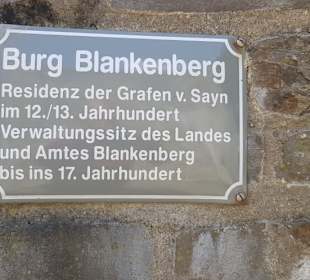 Burg Blankenberg
Residenz der Grafen v. Sayn
im 12./13. Jahrhundert
Verwaltungssitz des Landes
und Amtes Blankenberg
bis ins 17. Jahrhundert